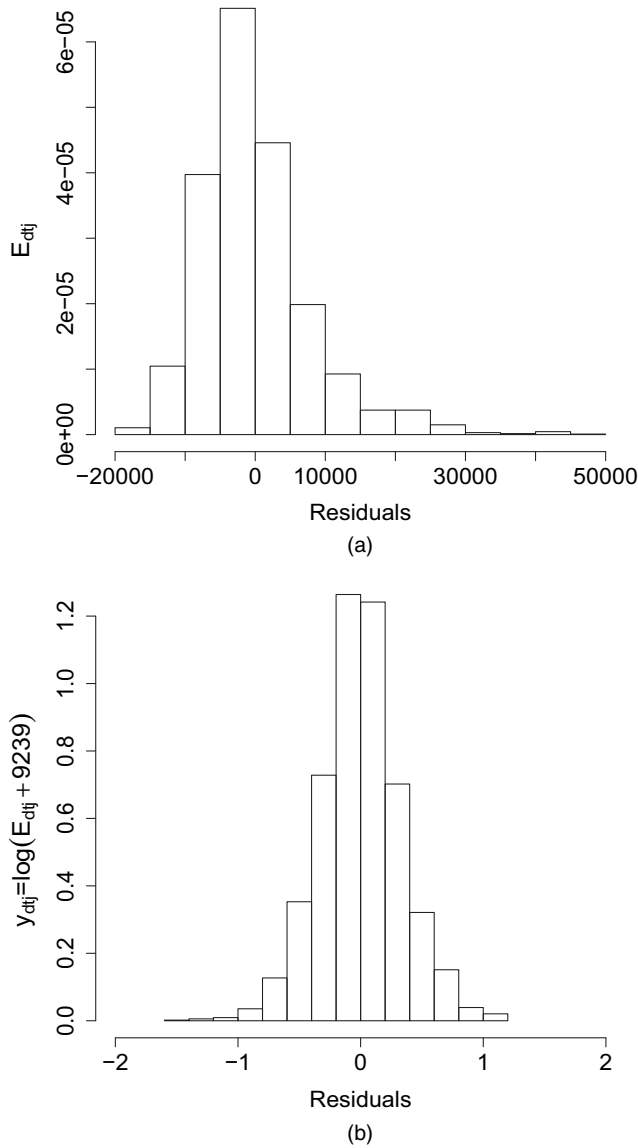 6e−05
4e−05
2e−05
0e+00
E_dtj
−20000 0 10000 30000 50000
Residuals
(a)
1.2
1.0
0.8
0.6
0.4
0.2
0.0
y_dtj=log(E_dtj + 9239)
−2 −1 0 1 2
Residuals
(b)